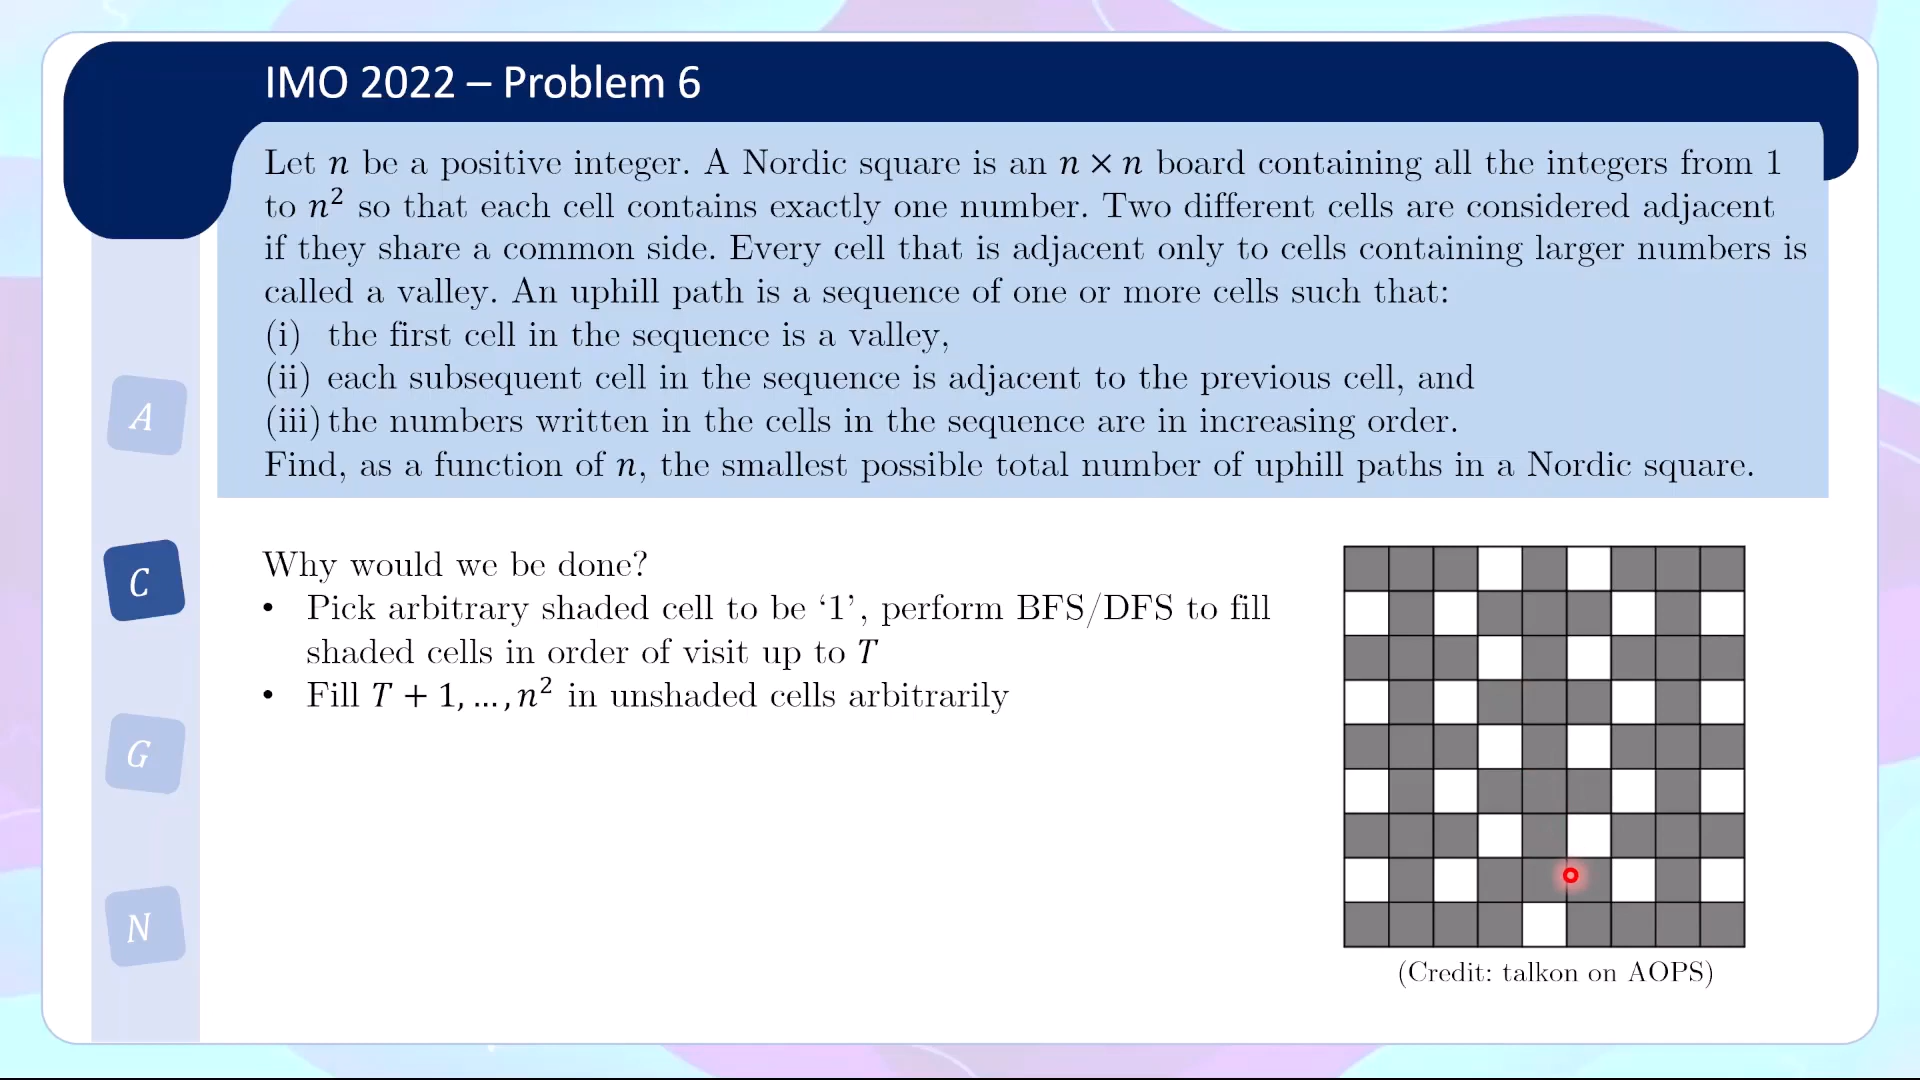 IMO 2022 – Problem 6
Let n be a positive integer. A Nordic square is an n × n board containing all the integers from 1
to n² so that each cell contains exactly one number. Two different cells are considered adjacent
if they share a common side. Every cell that is adjacent only to cells containing larger numbers is
called a valley. An uphill path is a sequence of one or more cells such that:
(i) the first cell in the sequence is a valley,
(ii) each subsequent cell in the sequence is adjacent to the previous cell, and
(iii) the numbers written in the cells in the sequence are in increasing order.
Find, as a function of n, the smallest possible total number of uphill paths in a Nordic square.
A
C
G
N
Why would we be done?
• Pick arbitrary shaded cell to be ‘1’, perform BFS/DFS to fill
shaded cells in order of visit up to T
• Fill T + 1, … , n² in unshaded cells arbitrarily
(Credit: talkon on AOPS)